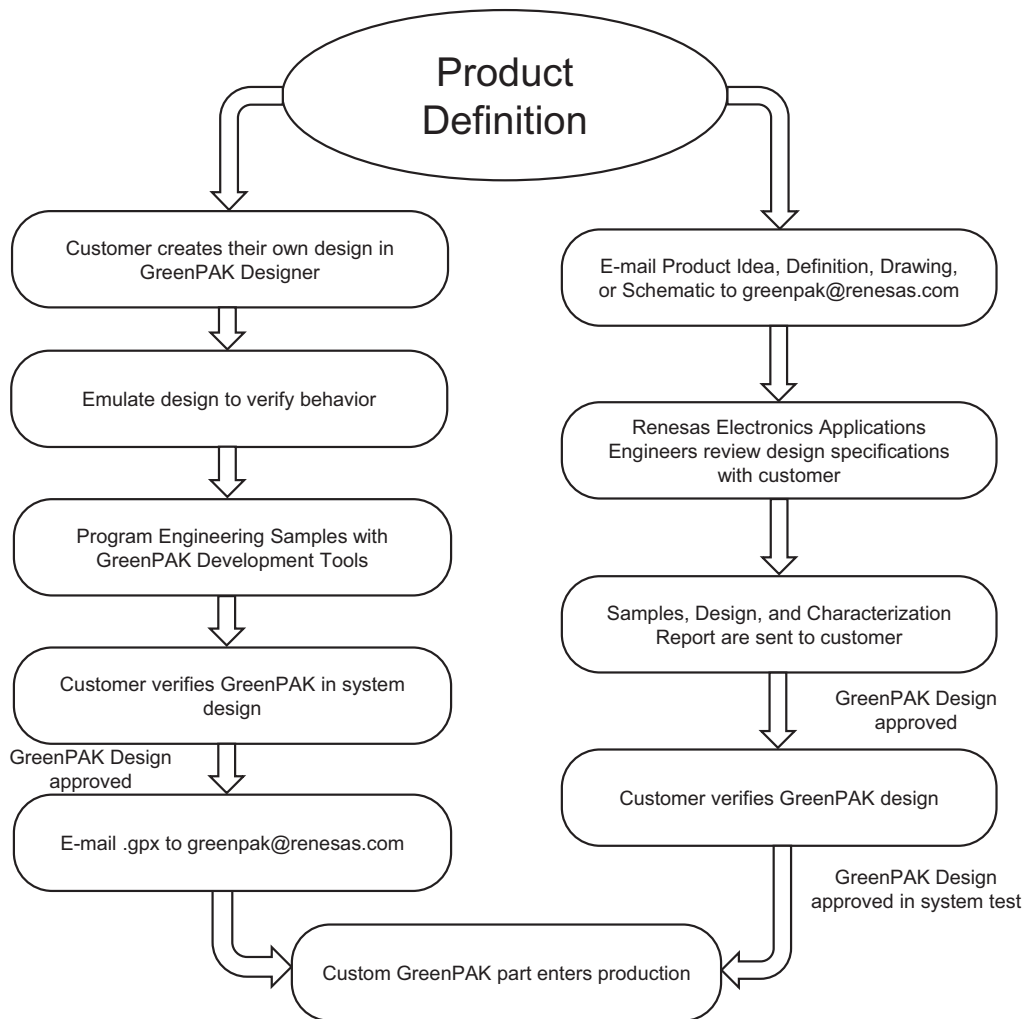 Product
Definition
Customer creates their own design in
GreenPAK Designer
Emulate design to verify behavior
Program Engineering Samples with
GreenPAK Development Tools
Customer verifies GreenPAK in system
design
GreenPAK Design
approved
E-mail .gpx to greenpak@renesas.com
E-mail Product Idea, Definition, Drawing,
or Schematic to greenpak@renesas.com
Renesas Electronics Applications
Engineers review design specifications
with customer
Samples, Design, and Characterization
Report are sent to customer
GreenPAK Design
approved
Customer verifies GreenPAK design
GreenPAK Design
approved in system test
Custom GreenPAK part enters production